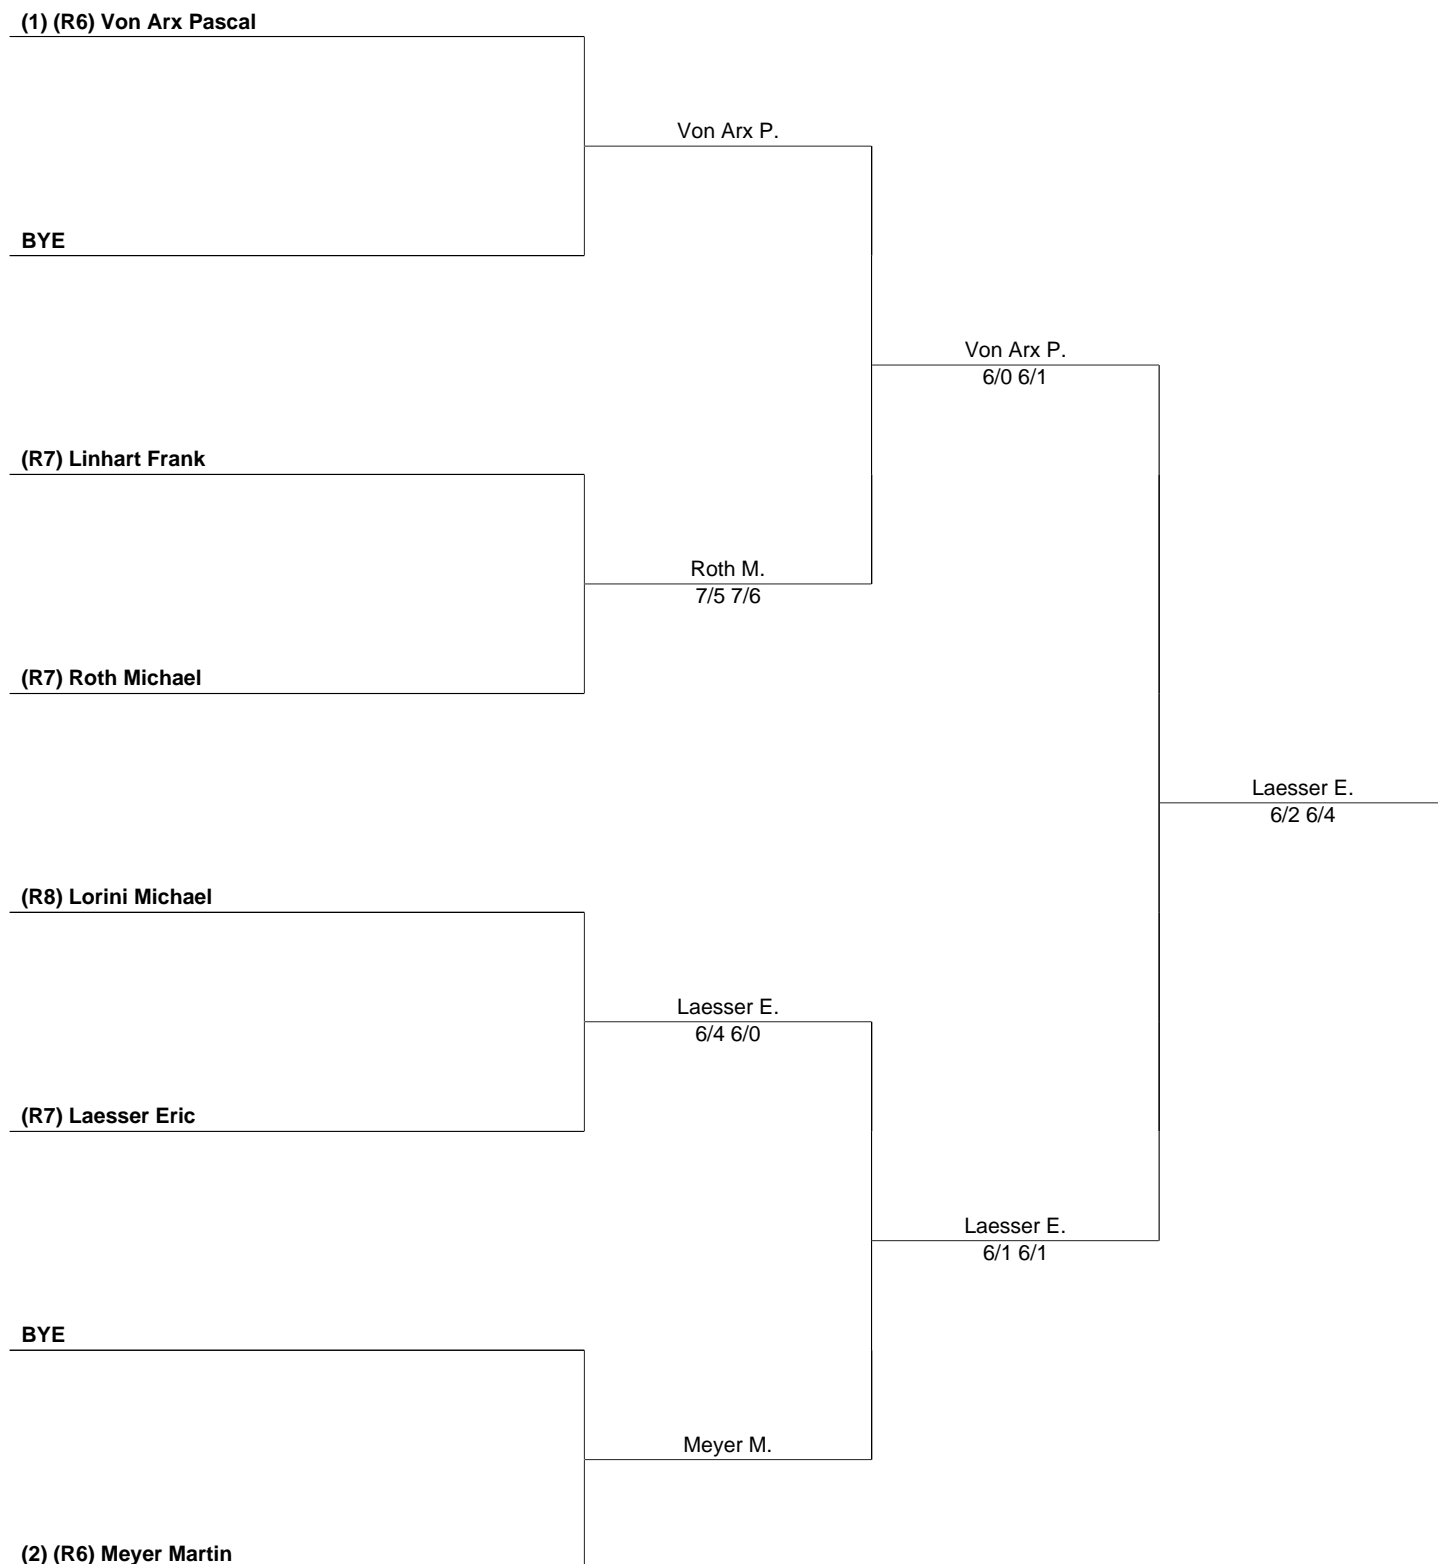 (1) (R6) Von Arx Pascal
Von Arx P.
BYE
Von Arx P.
6/0 6/1
(R7) Linhart Frank
Roth M.
7/5 7/6
(R7) Roth Michael
Laesser E.
6/2 6/4
(R8) Lorini Michael
Laesser E.
6/4 6/0
(R7) Laesser Eric
Laesser E.
6/1 6/1
BYE
Meyer M.
(2) (R6) Meyer Martin